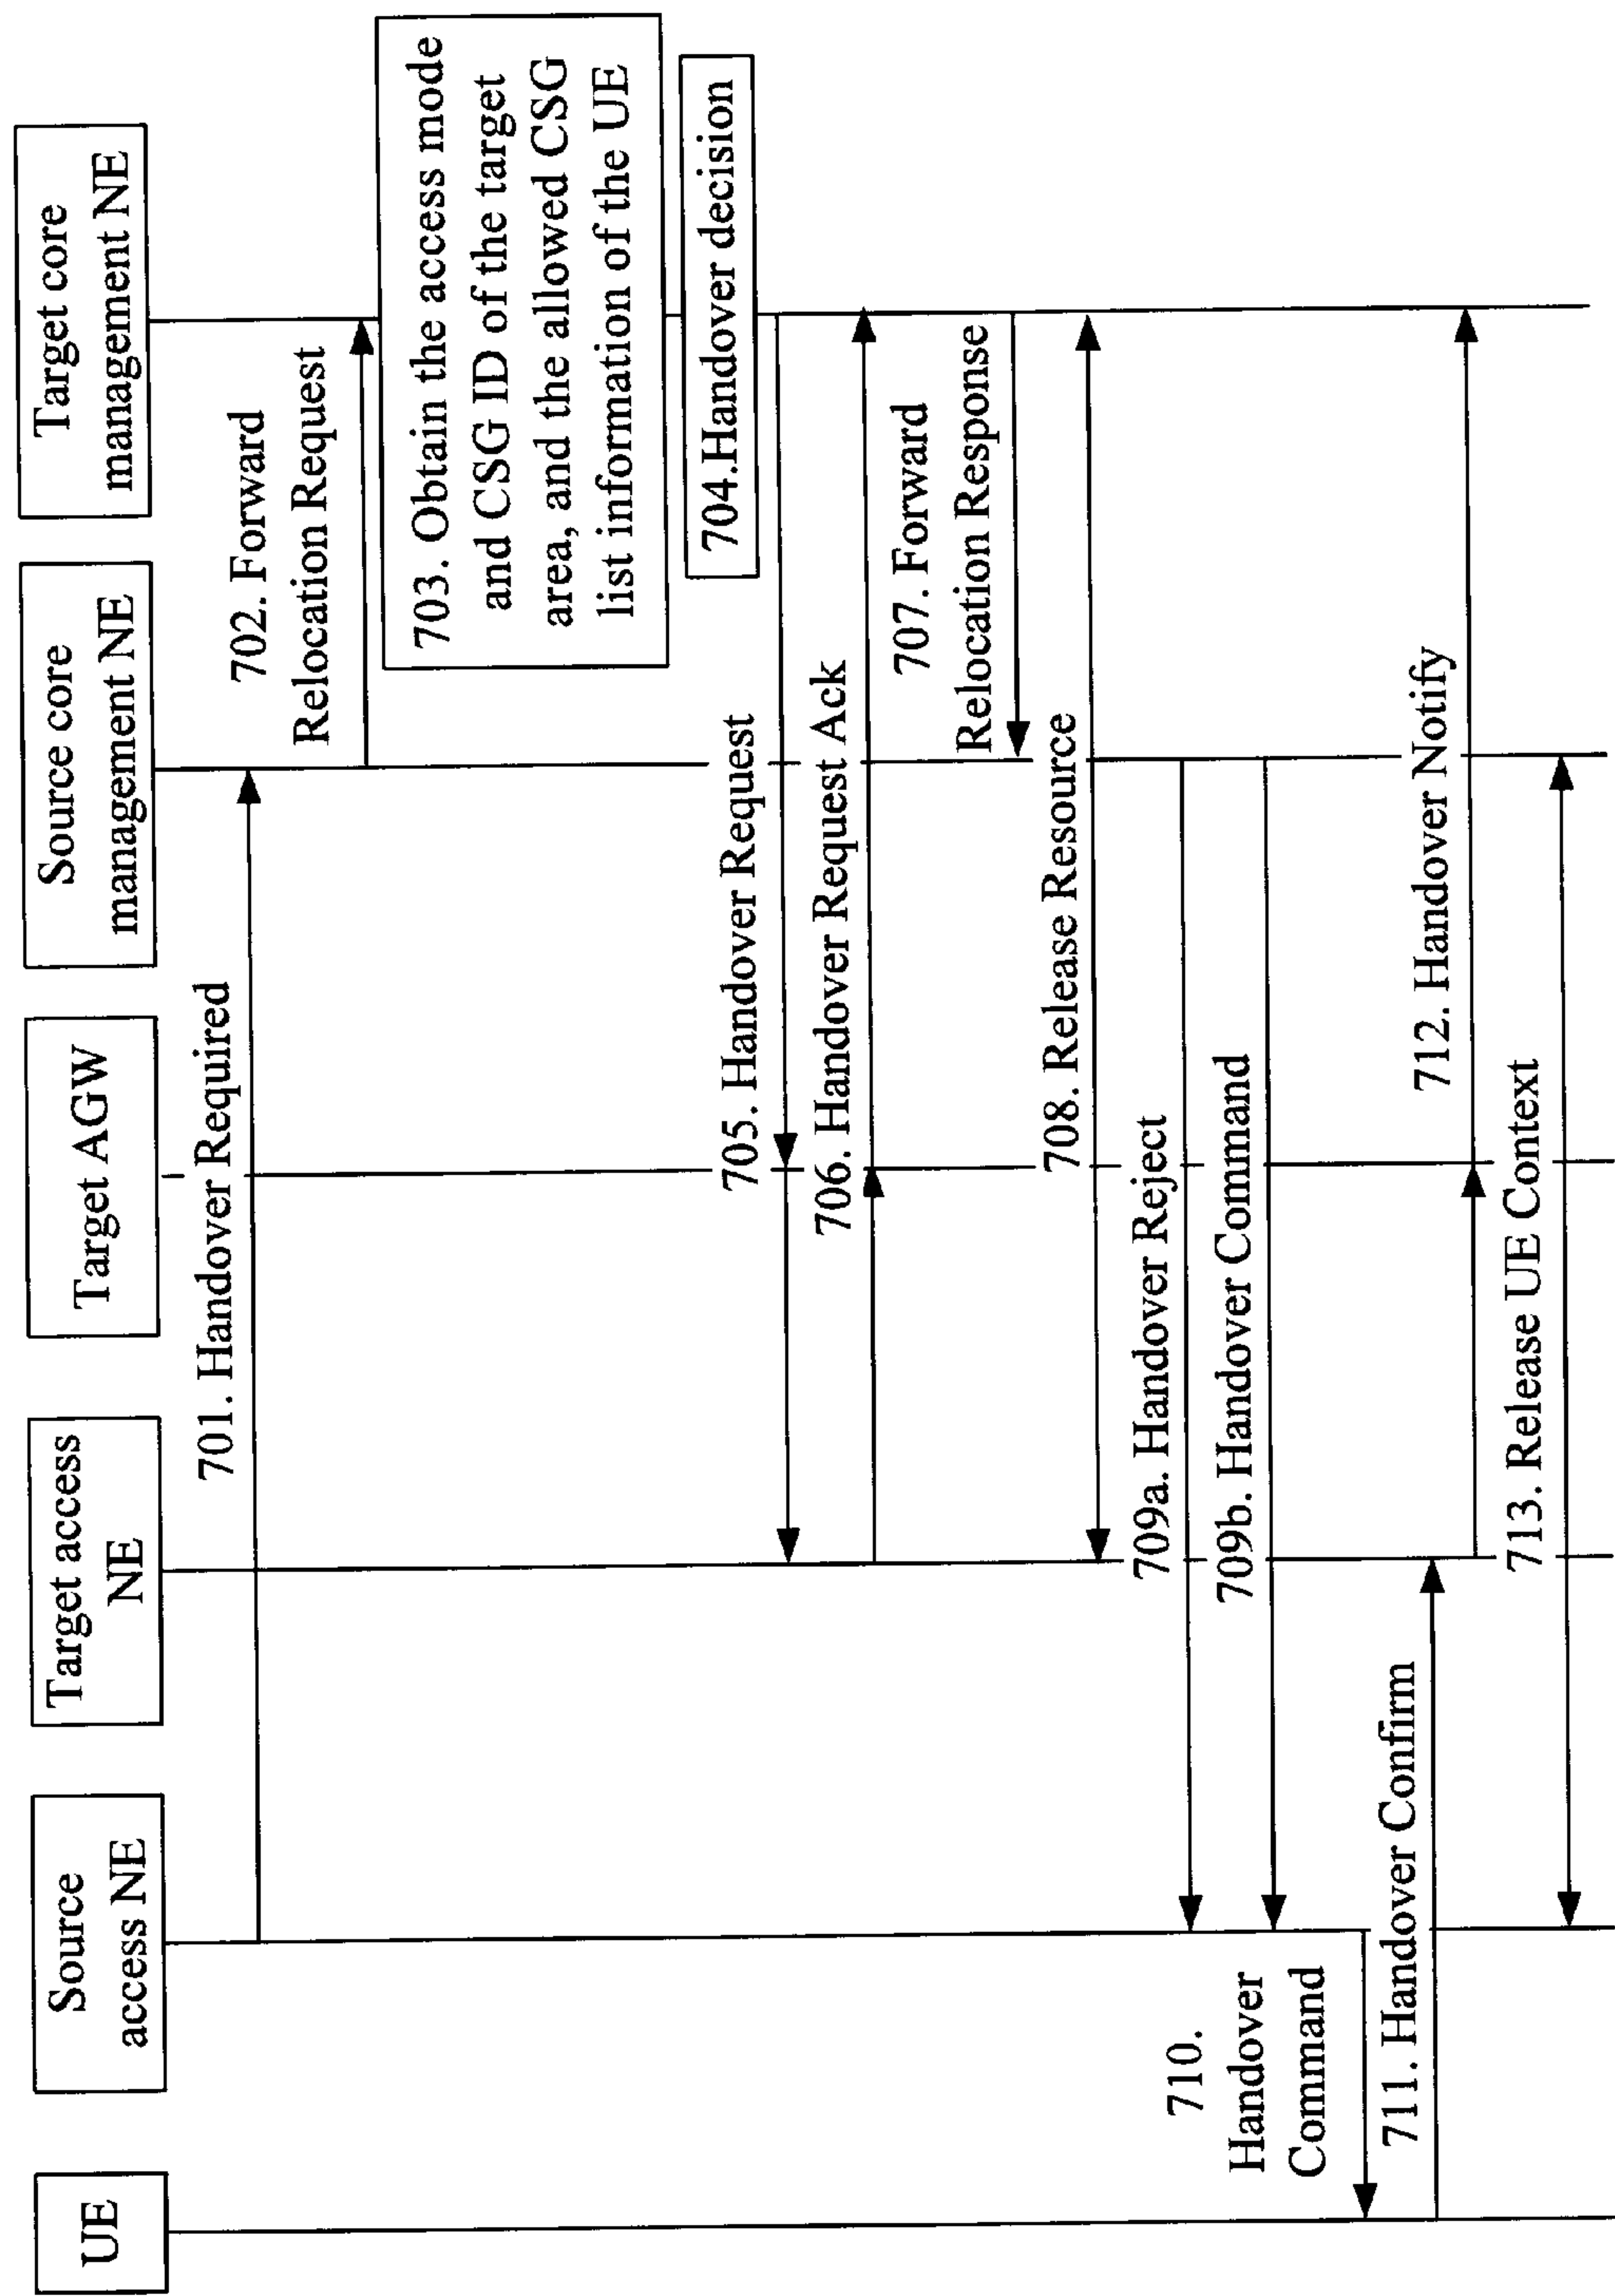 UE
Source
access NE
Target access
NE
Target AGW
Source core
management NE
Target core
management NE
701. Handover Required
702. Forward
Relocation Request
703. Obtain the access mode
and CSG ID of the target
area, and the allowed CSG
list information of the UE
704.Handover decision
705. Handover Request
706. Handover Request Ack
707. Forward
Relocation Response
708. Release Resource
709a. Handover Reject
709b. Handover Command
710.
Handover
Command
711. Handover Confirm
712. Handover Notify
713. Release UE Context